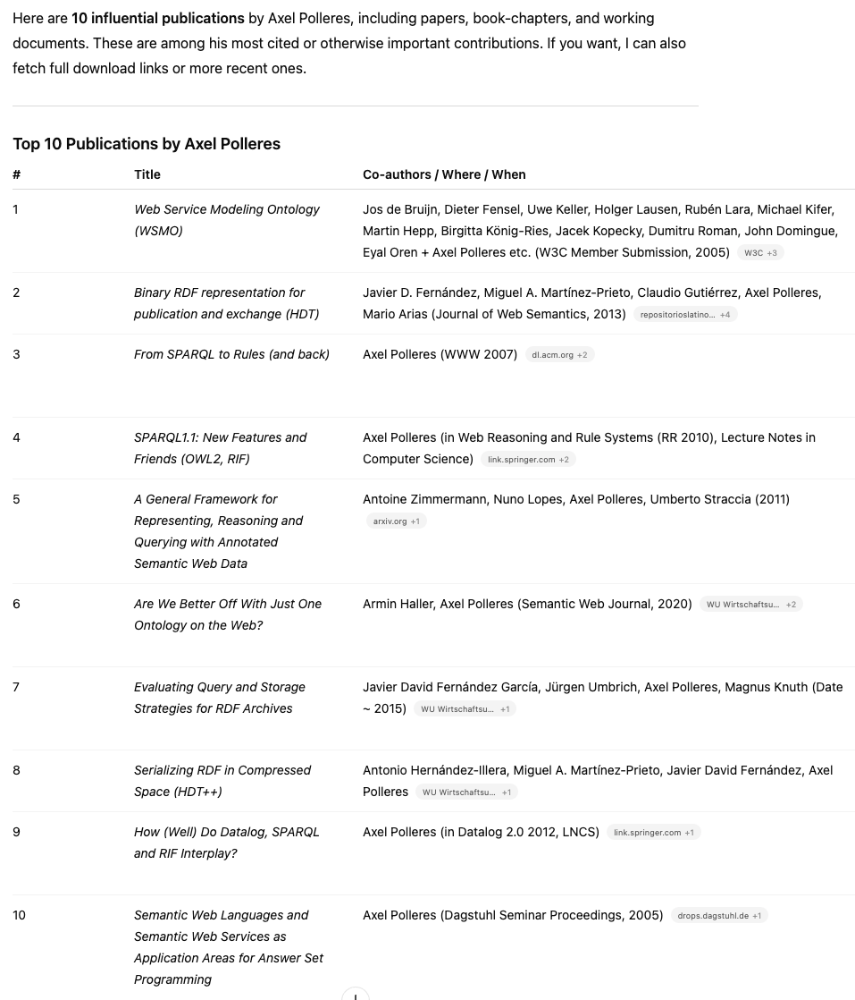 Here are 10 influential publications by Axel Polleres, including papers, book-chapters, and working
documents. These are among his most cited or otherwise important contributions. If you want, I can also
fetch full download links or more recent ones.
Top 10 Publications by Axel Polleres
# Title Co-authors / Where / When
1 Web Service Modeling Ontology Jos de Bruijn, Dieter Fensel, Uwe Keller, Holger Lausen, Rubén Lara, Michael Kifer,
(WSMO) Martin Hepp, Birgitta König-Ries, Jacek Kopecky, Dumitru Roman, John Domingue,
Eyal Oren + Axel Polleres etc. (W3C Member Submission, 2005) W3C +3
2 Binary RDF representation for Javier D. Fernández, Miguel A. Martínez-Prieto, Claudio Gutiérrez, Axel Polleres,
publication and exchange (HDT) Mario Arias (Journal of Web Semantics, 2013) repositorioslatino... +4
3 From SPARQL to Rules (and back) Axel Polleres (WWW 2007) dl.acm.org +2
4 SPARQL1.1: New Features and Axel Polleres (in Web Reasoning and Rule Systems (RR 2010), Lecture Notes in
Friends (OWL2, RIF) Computer Science) link.springer.com +2
5 A General Framework for Antoine Zimmermann, Nuno Lopes, Axel Polleres, Umberto Straccia (2011)
Representing, Reasoning and arxiv.org +1
Querying with Annotated
Semantic Web Data
6 Are We Better Off With Just One Armin Haller, Axel Polleres (Semantic Web Journal, 2020) WU Wirtschaftsu... +2
Ontology on the Web?
7 Evaluating Query and Storage Javier David Fernández García, Jürgen Umbrich, Axel Polleres, Magnus Knuth (Date
Strategies for RDF Archives ~ 2015) WU Wirtschaftsu... +1
8 Serializing RDF in Compressed Antonio Hernández-Illera, Miguel A. Martínez-Prieto, Javier David Fernández, Axel
Space (HDT++) Polleres WU Wirtschaftsu... +1
9 How (Well) Do Datalog, SPARQL Axel Polleres (in Datalog 2.0 2012, LNCS) link.springer.com +1
and RIF Interplay?
10 Semantic Web Languages and Axel Polleres (Dagstuhl Seminar Proceedings, 2005) drops.dagstuhl.de +1
Semantic Web Services as
Application Areas for Answer Set
Programming